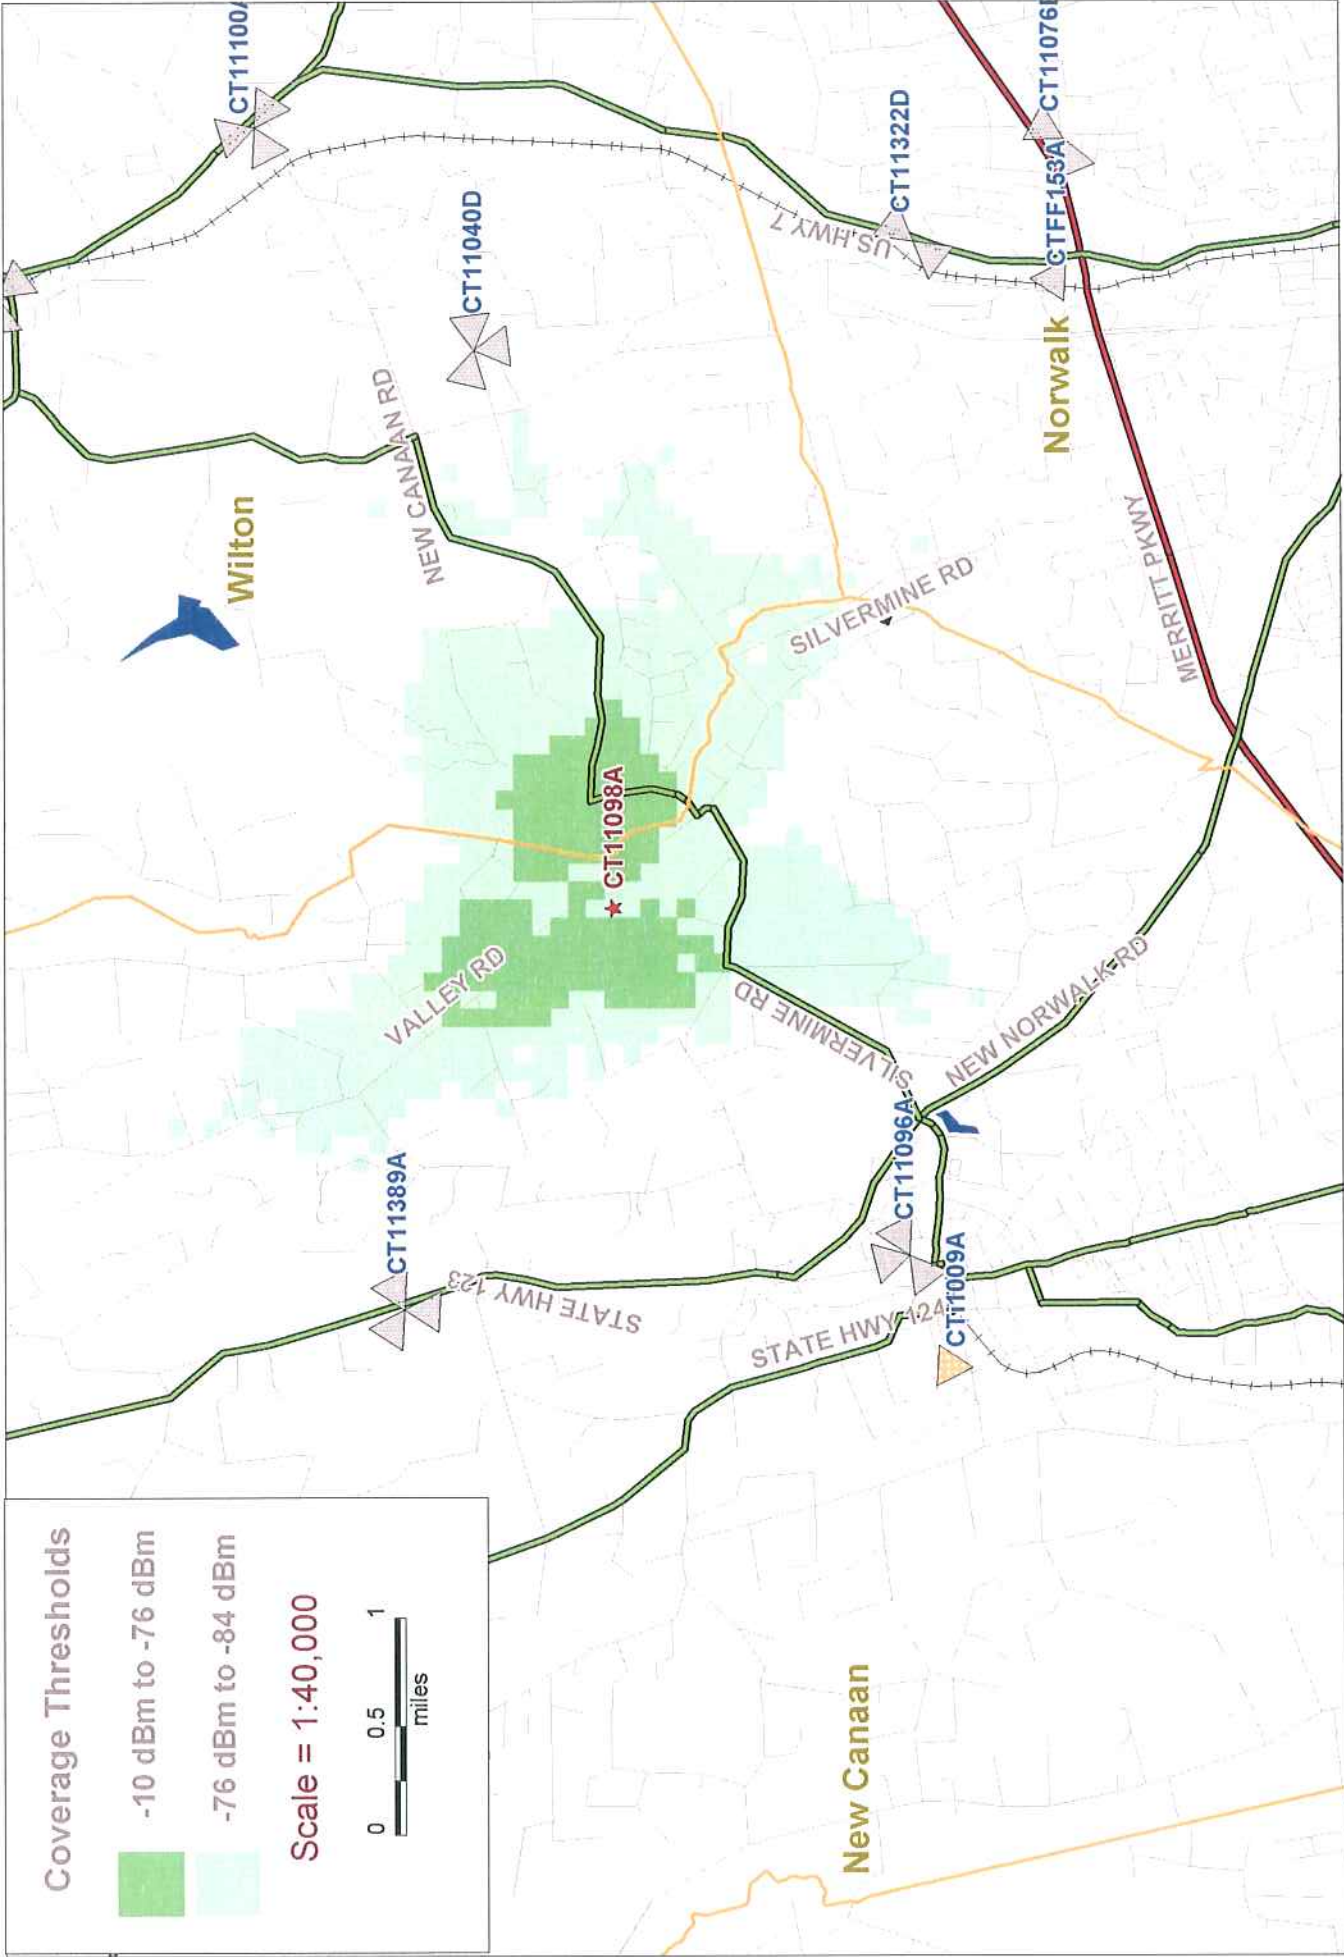 Coverage Thresholds
-10 dBm to -76 dBm
-76 dBm to -84 dBm
Scale = 1:40,000
0 0.5 1
miles
Wilton
NEW CANAAN RD
CT11040D
VALLEY RD
CT11389A
STATE HWY 123
CT11098A
SILVERMINE RD
SILVERMINE RD
US HWY 7
CT11322D
CTFF153A
Norwalk
MERRITT PKWY
NEW NORWALK RD
CT11096A
STATE HWY 124
CT11009A
New Canaan